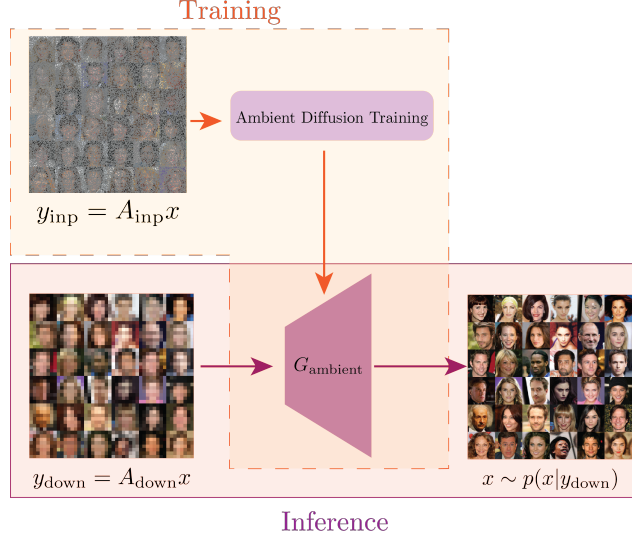 Training
Ambient Diffusion Training
y_inp = A_inp x
G_ambient
y_down = A_down x
x ∼ p(x|y_down)
Inference